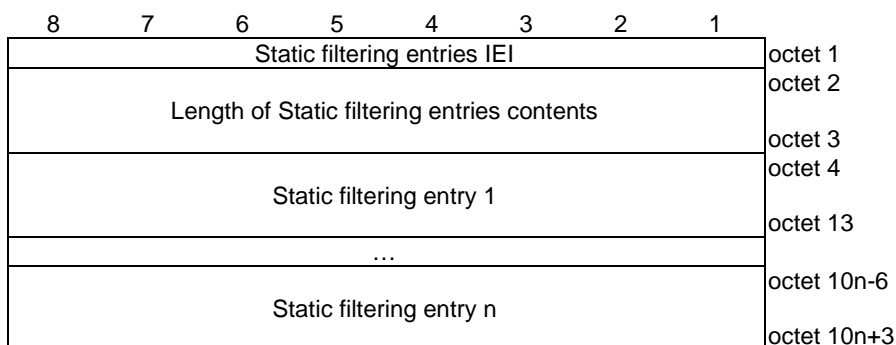 8 7 6 5 4 3 2 1
Static filtering entries IEI octet 1
octet 2
Length of Static filtering entries contents
octet 3
octet 4
Static filtering entry 1
octet 13
…
octet 10n-6
Static filtering entry n
octet 10n+3